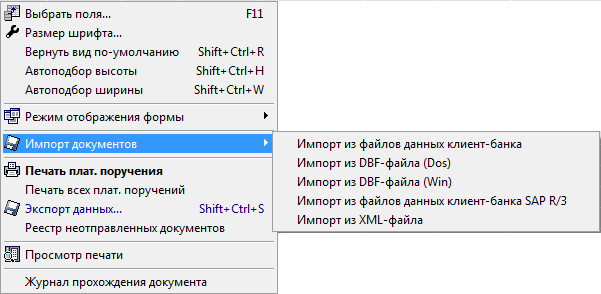 Выбрать поля... F11
Размер шрифта...
Вернуть вид по-умолчанию Shift+Ctrl+R
Автоподбор высоты Shift+Ctrl+H
Автоподбор ширины Shift+Ctrl+W
Режим отображения формы
Импорт документов
Импорт из файлов данных клиент-банка
Импорт из DBF-файла (Dos)
Импорт из DBF-файла (Win)
Импорт из файлов данных клиент-банка SAP R/3
Импорт из XML-файла
Печать плат. поручения
Печать всех плат. поручений
Экспорт данных... Shift+Ctrl+S
Реестр неотправленных документов
Просмотр печати
Журнал прохождения документа